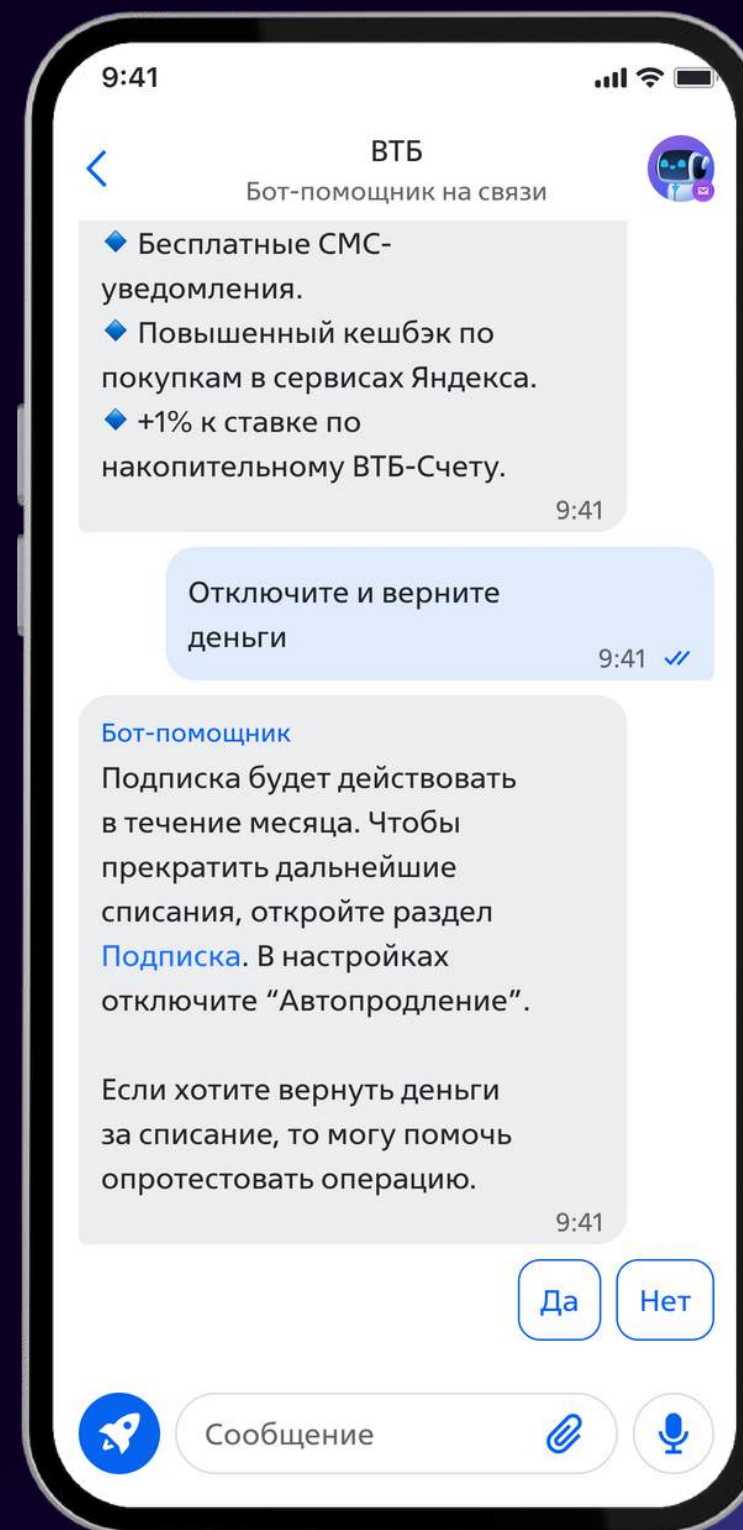 9:41
ВТБ
Бот-помощник на связи
🔹 Бесплатные СМС-
уведомления.
🔹 Повышенный кешбэк по
покупкам в сервисах Яндекса.
🔹 +1% к ставке по
накопительному ВТБ-Счету.
9:41
Отключите и верните
деньги
9:41
Бот-помощник
Подписка будет действовать
в течение месяца. Чтобы
прекратить дальнейшие
списания, откройте раздел
Подписка. В настройках
отключите “Автопродление”.
Если хотите вернуть деньги
за списание, то могу помочь
опротестовать операцию.
9:41
Да Нет
Сообщение